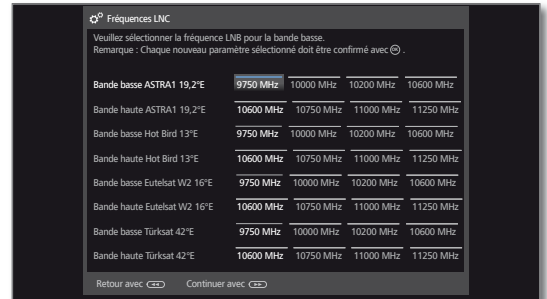 Fréquences LNC
Veuillez sélectionner la fréquence LNB pour la bande basse.
Remarque : Chaque nouveau paramètre sélectionné doit être confirmé avec OK .
Bande basse ASTRA1 19,2°E 9750 MHz 10000 MHz 10200 MHz 10600 MHz
Bande haute ASTRA1 19,2°E 10600 MHz 10750 MHz 11000 MHz 11250 MHz
Bande basse Hot Bird 13°E 9750 MHz 10000 MHz 10200 MHz 10600 MHz
Bande haute Hot Bird 13°E 10600 MHz 10750 MHz 11000 MHz 11250 MHz
Bande basse Eutelsat W2 16°E 9750 MHz 10000 MHz 10200 MHz 10600 MHz
Bande haute Eutelsat W2 16°E 10600 MHz 10750 MHz 11000 MHz 11250 MHz
Bande basse Türksat 42°E 9750 MHz 10000 MHz 10200 MHz 10600 MHz
Bande haute Türksat 42°E 10600 MHz 10750 MHz 11000 MHz 11250 MHz
Retour avec Continuer avec